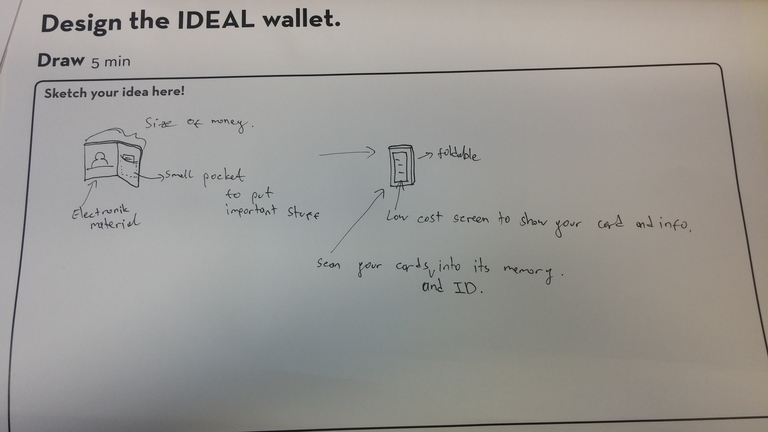 Design the IDEAL wallet.
Draw 5 min
Sketch your idea here!
Size of money.
foldable
small pocket
to put
important stuff
Electronik
material
Low cost screen to show your card and info.
Scan your cards, into its memory.
and ID.